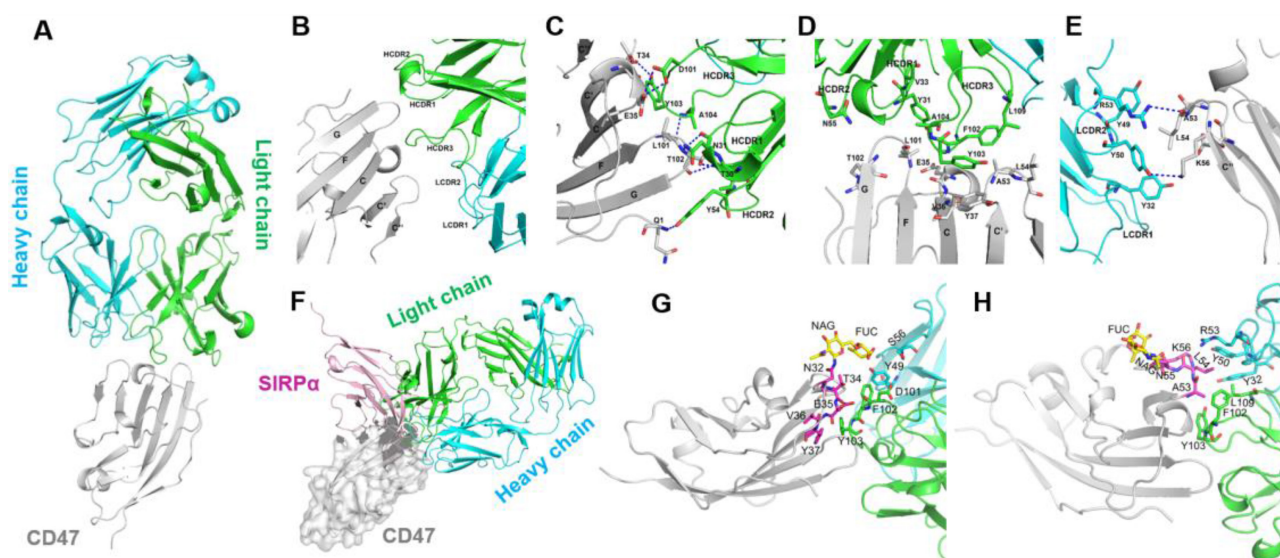 A
Heavy chain
Light chain
CD47
B
HCDR2
HCDR1
HCDR3
G
F
C
C'
C''
LCDR2
LCDR1
C
T34
D101
HCDR3
C'
Y103
E35
C
A104
L101
N31
HCDR1
F
T102
T30
G
Y54
HCDR2
Q1
D
HCDR1
HCDR2
V33
HCDR3
Y31
N55
A104
L109
F102
L101
Y103
T102
E35
L54
G
A53
V36
Y37
F
C
C'
E
R53
A53
Y49
LCDR2
L54
Y50
K56
C''
Y32
LCDR1
F
Light chain
SIRPα
Heavy chain
CD47
G
NAG
FUC
S56
N32
Y49
T34
D101
E35
F102
V36
Y103
Y37
H
FUC
R53
K56
L54
Y50
NAG
N55
Y32
A53
L109
F102
Y103